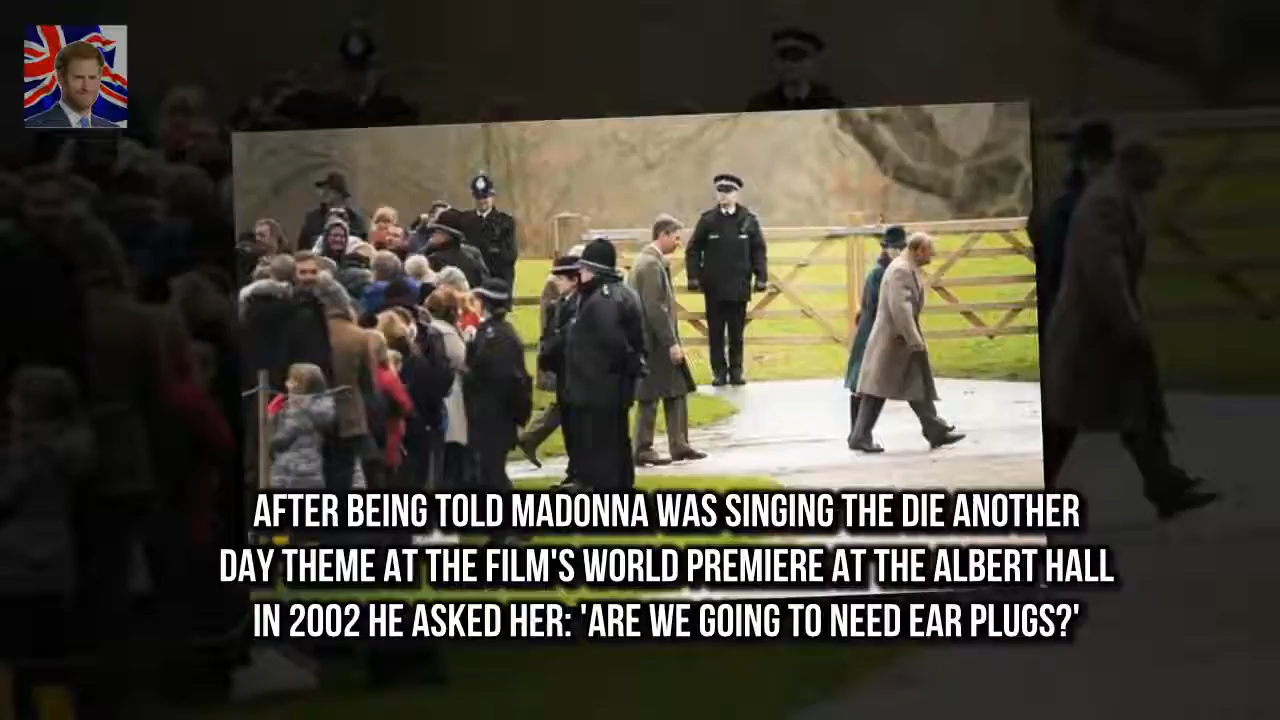 AFTER BEING TOLD MADONNA WAS SINGING THE DIE ANOTHER
DAY THEME AT THE FILM'S WORLD PREMIERE AT THE ALBERT HALL
IN 2002 HE ASKED HER: 'ARE WE GOING TO NEED EAR PLUGS?'